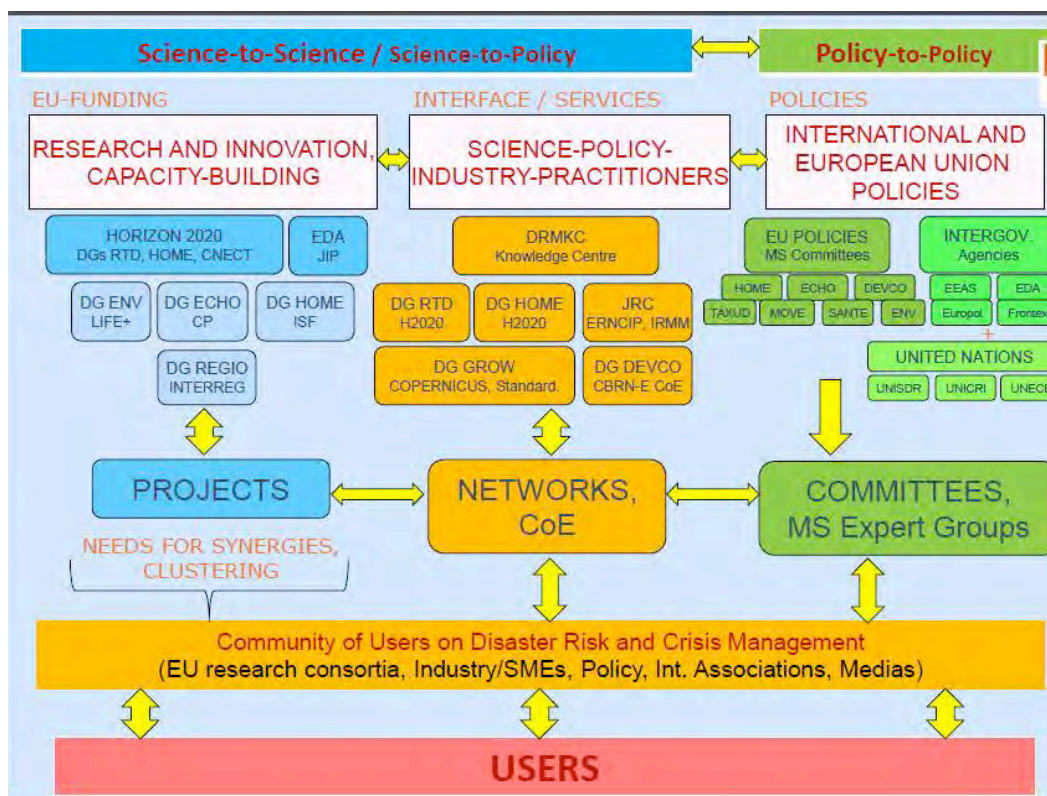 Science-to-Science / Science-to-Policy
Policy-to-Policy
EU-FUNDING
INTERFACE / SERVICES
POLICIES
RESEARCH AND INNOVATION,
CAPACITY-BUILDING
SCIENCE-POLICY-
INDUSTRY-PRACTITIONERS
INTERNATIONAL AND
EUROPEAN UNION
POLICIES
HORIZON 2020
DGs RTD, HOME, CNECT
EDA
JIP
DG ENV
LIFE+
DG ECHO
CP
DG HOME
ISF
DG REGIO
INTERREG
DRMKC
Knowledge Centre
DG RTD
H2020
DG HOME
H2020
JRC
ERNCIP, IRMM
DG GROW
COPERNICUS, Standard.
DG DEVCO
CBRN-E CoE
EU POLICIES
MS Committees
HOME
ECHO
DEVCO
TAXUD
MOVE
SANTE
ENV
INTERGOV.
Agencies
EEAS
EDA
Europol
Frontex
+
UNITED NATIONS
UNISDR
UNICRI
UNECE
PROJECTS
NETWORKS,
CoE
COMMITTEES,
MS Expert Groups
NEEDS FOR SYNERGIES,
CLUSTERING
Community of Users on Disaster Risk and Crisis Management
(EU research consortia, Industry/SMEs, Policy, Int. Associations, Medias)
USERS